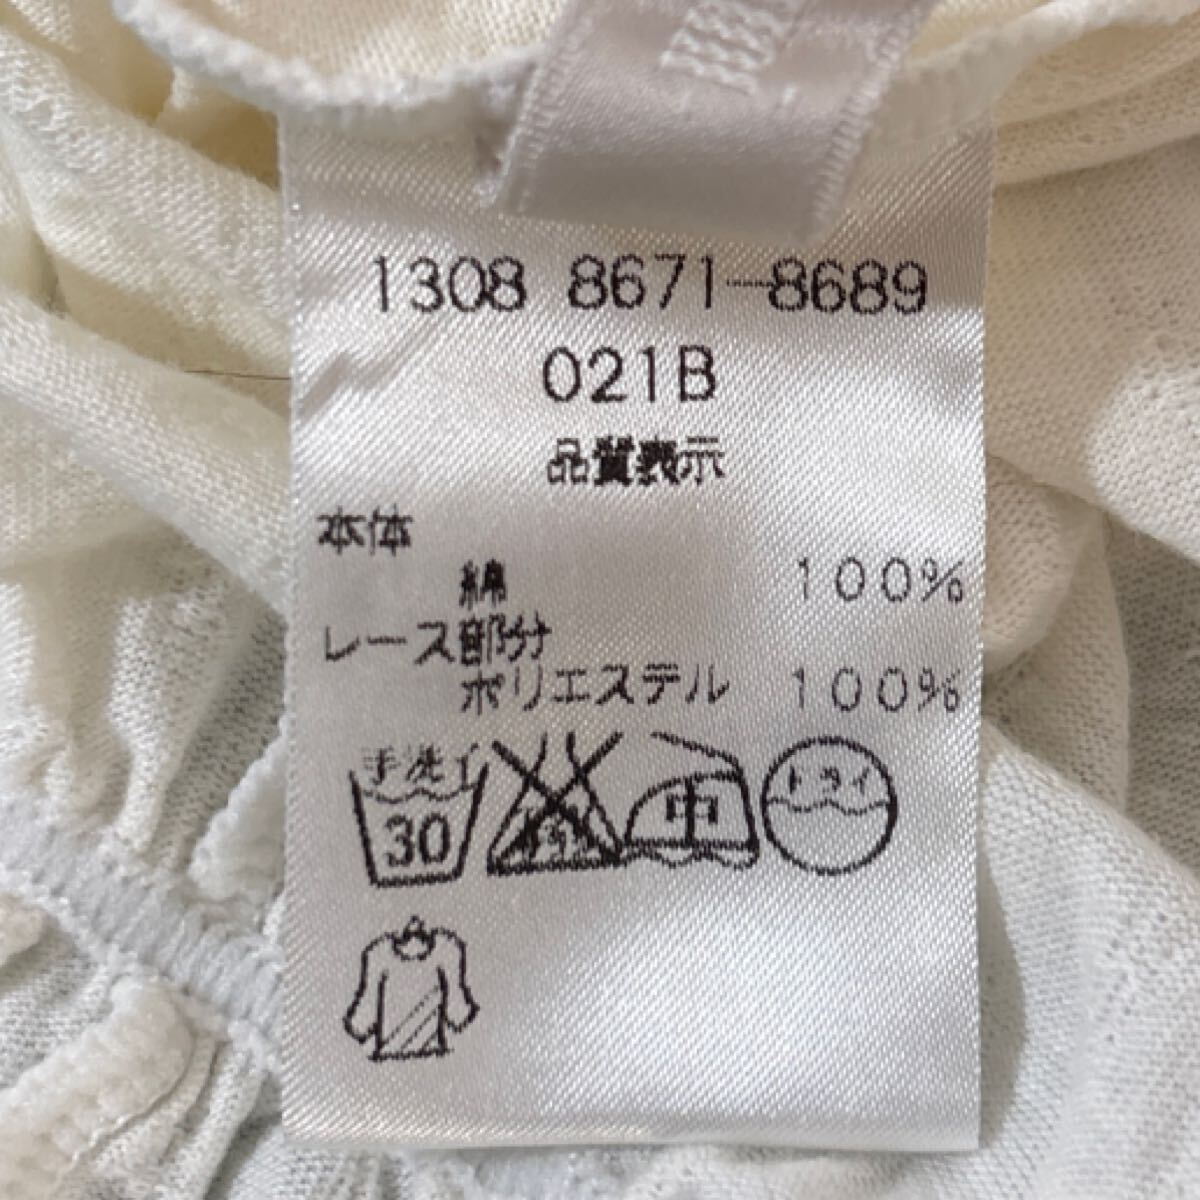 1308 8671-8689
021B
品質表示
本体
綿 100%
レース部分
ポリエステル 100%
手洗イ
30
中
ドライ